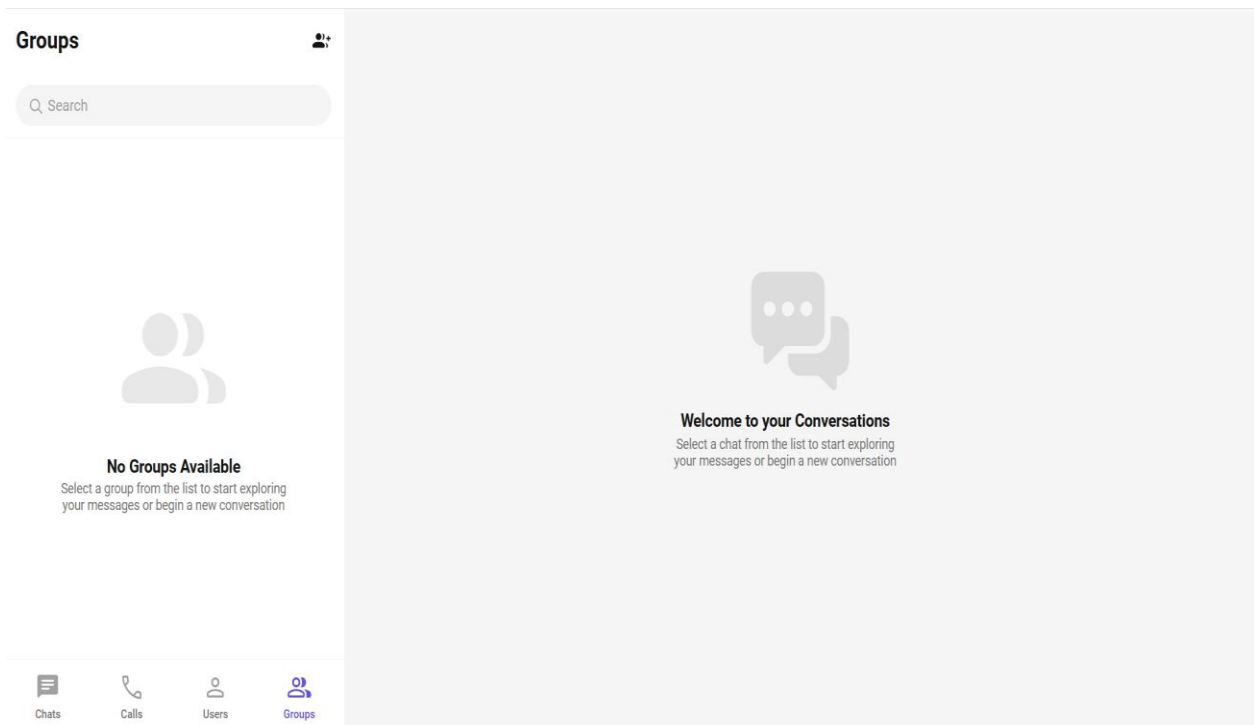 Groups
Search
No Groups Available
Select a group from the list to start exploring
your messages or begin a new conversation
Chats
Calls
Users
Groups
Welcome to your Conversations
Select a chat from the list to start exploring
your messages or begin a new conversation